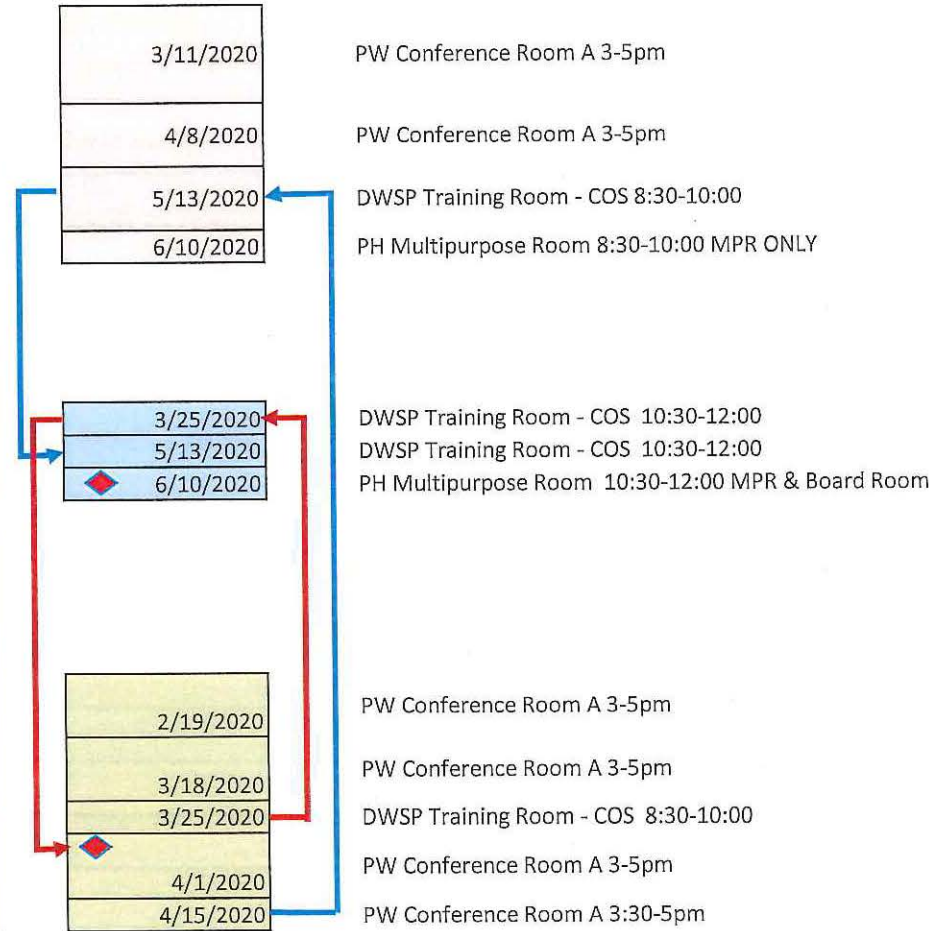 3/11/2020 PW Conference Room A 3-5pm
4/8/2020 PW Conference Room A 3-5pm
5/13/2020 DWSP Training Room - COS 8:30-10:00
6/10/2020 PH Multipurpose Room 8:30-10:00 MPR ONLY
3/25/2020 DWSP Training Room - COS 10:30-12:00
5/13/2020 DWSP Training Room - COS 10:30-12:00
6/10/2020 PH Multipurpose Room 10:30-12:00 MPR & Board Room
2/19/2020 PW Conference Room A 3-5pm
3/18/2020 PW Conference Room A 3-5pm
3/25/2020 DWSP Training Room - COS 8:30-10:00
4/1/2020 PW Conference Room A 3-5pm
4/15/2020 PW Conference Room A 3:30-5pm